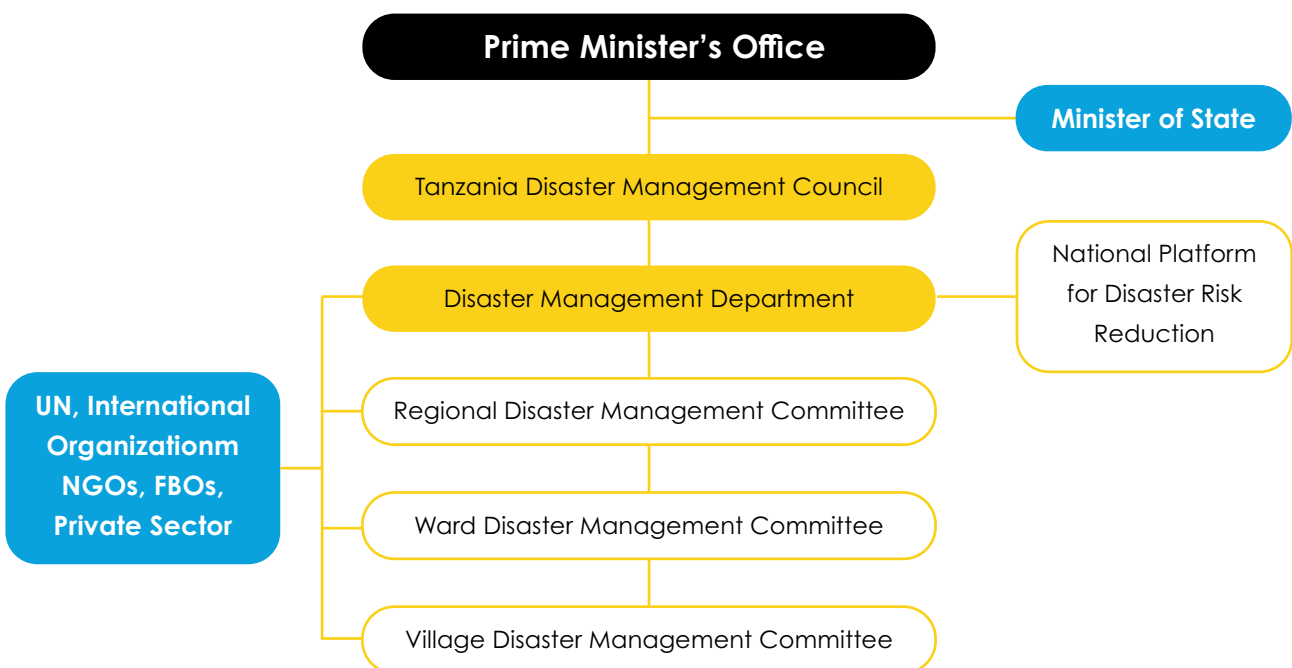 Prime Minister’s Office
Minister of State
Tanzania Disaster Management Council
Disaster Management Department
National Platform
for Disaster Risk
Reduction
UN, International
Organizationm
NGOs, FBOs,
Private Sector
Regional Disaster Management Committee
Ward Disaster Management Committee
Village Disaster Management Committee